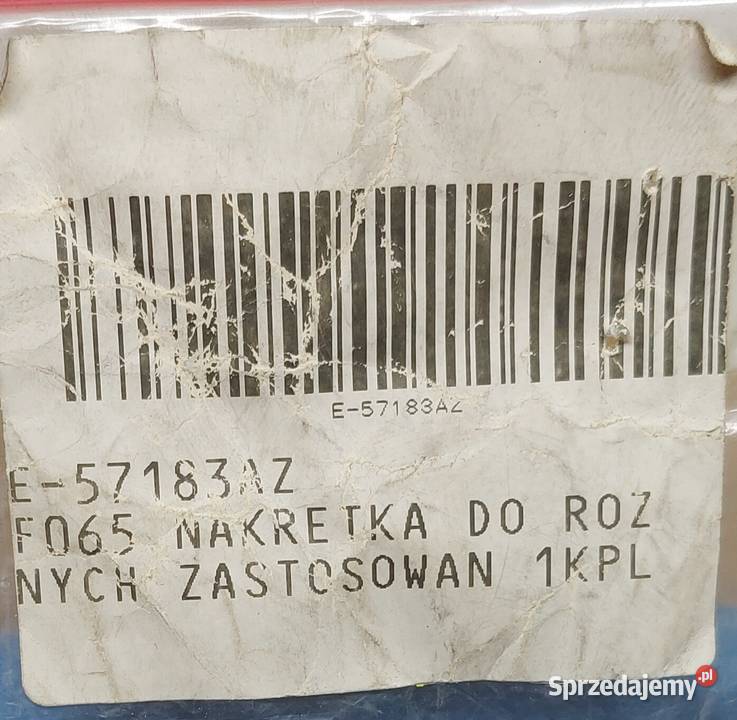 E-57183AZ
E-57183AZ
F065 NAKRETKA DO ROZ
NYCH ZASTOSOWAN 1KPL
Sprzedajemy.pl